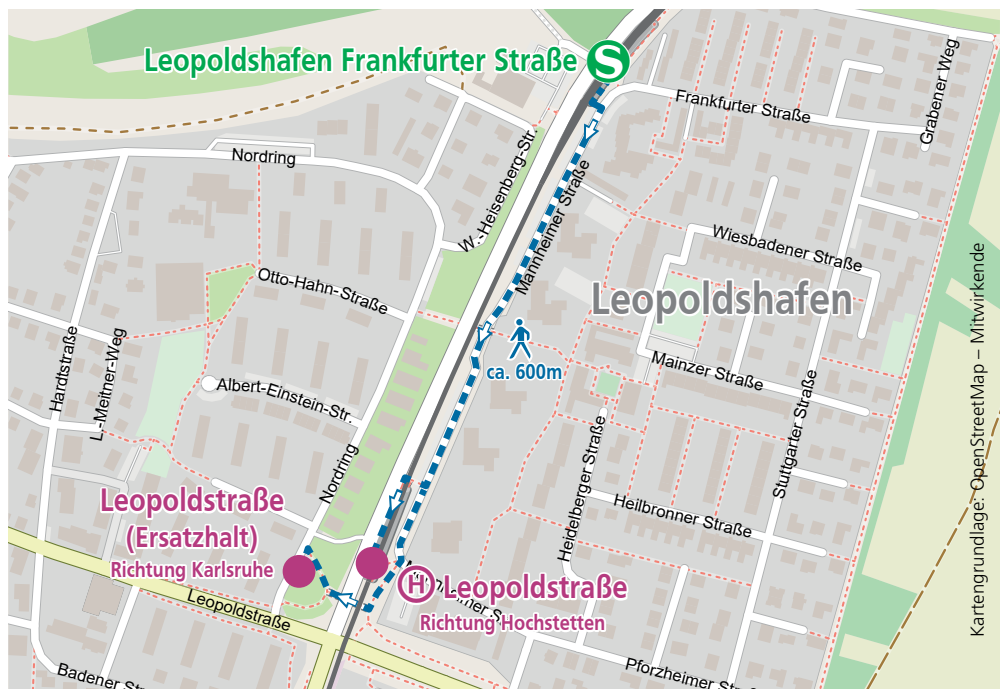 Leopoldshafen Frankfurter Straße
S
Frankfurter Straße
Grabener Weg
Nordring
W.-Heisenberg-Str.
Mannheimer Straße
Wiesbadener Straße
Otto-Hahn-Straße
Leopoldshafen
Hardtstraße
L.-Meitner-Weg
ca. 600m
Mainzer Straße
Albert-Einstein-Str.
Stuttgarter Straße
Nordring
Heidelberger Straße
Heilbronner Straße
Leopoldstraße
(Ersatzhalt)
Richtung Karlsruhe
H
Leopoldstraße
Richtung Hochstetten
Leopoldstraße
Pforzheimer Straße
Kartengrundlage: OpenStreetMap – Mitwirkende